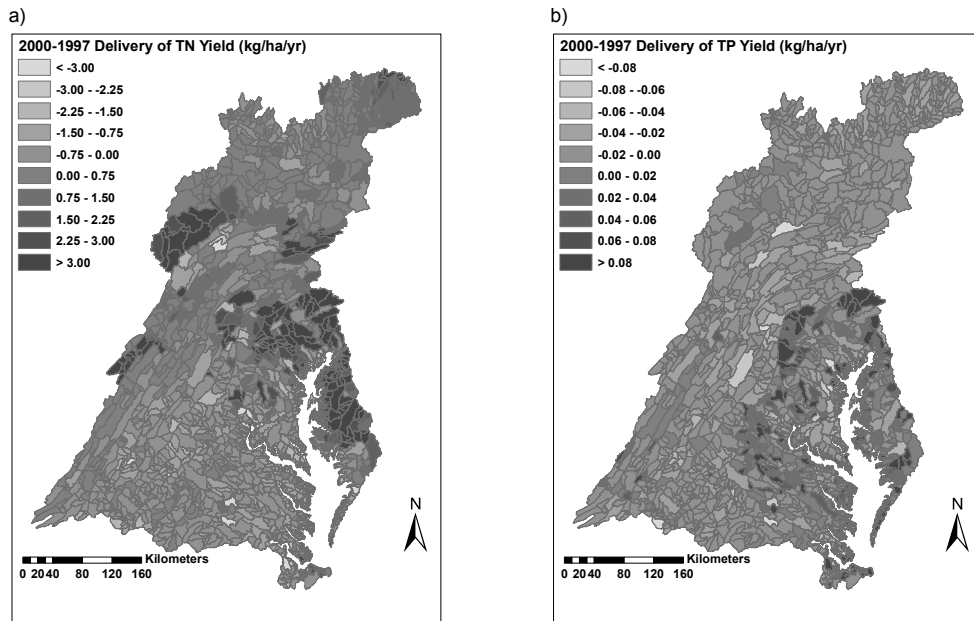 a)
2000-1997 Delivery of TN Yield (kg/ha/yr)
< -3.00
-3.00 - -2.25
-2.25 - -1.50
-1.50 - -0.75
-0.75 - 0.00
0.00 - 0.75
0.75 - 1.50
1.50 - 2.25
2.25 - 3.00
> 3.00
N
Kilometers
0 20 40 80 120 160
b)
2000-1997 Delivery of TP Yield (kg/ha/yr)
< -0.08
-0.08 - -0.06
-0.06 - -0.04
-0.04 - -0.02
-0.02 - 0.00
0.00 - 0.02
0.02 - 0.04
0.04 - 0.06
0.06 - 0.08
> 0.08
N
Kilometers
0 20 40 80 120 160